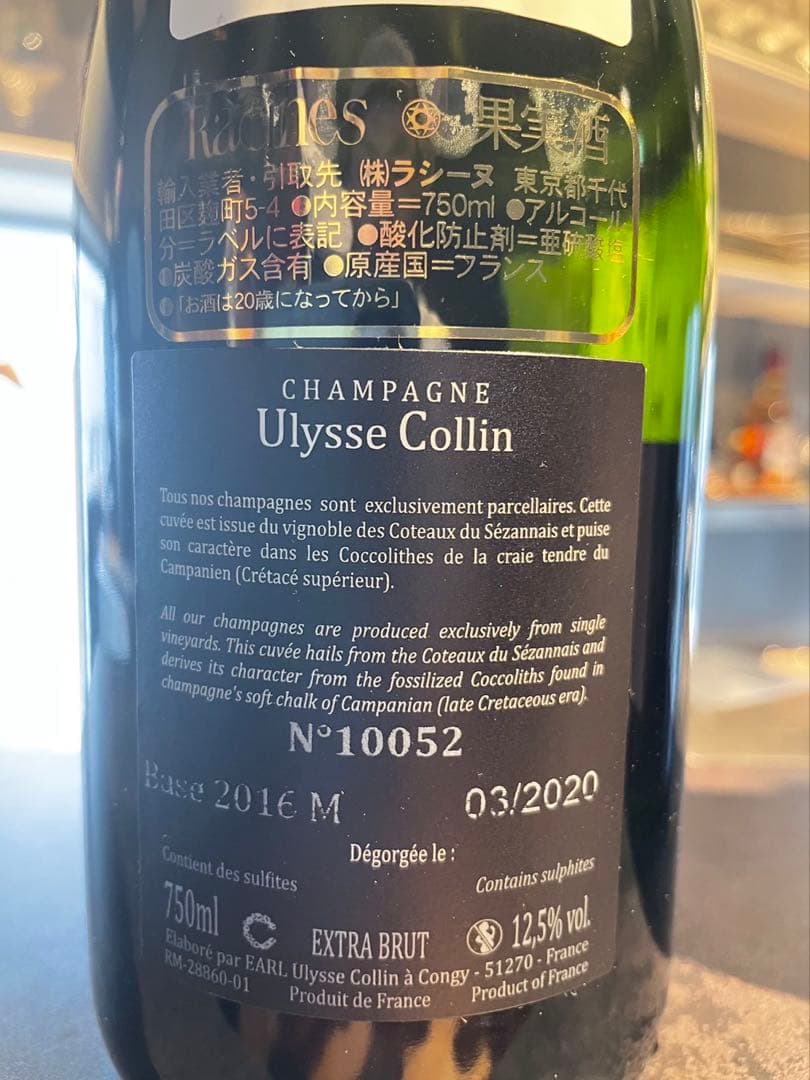 Racines 果実酒
輸入業者・引取先 (株)ラシーヌ 東京都千代
田区麹町5-4 ●内容量=750ml ●アルコール
分=ラベルに表記 ●酸化防止剤=亜硫酸塩
●炭酸ガス含有 ●原産国=フランス
●「お酒は20歳になってから」
CHAMPAGNE
Ulysse Collin
Tous nos champagnes sont exclusivement parcellaires. Cette
cuvée est issue du vignoble des Coteaux du Sézannais et puise
son caractère dans les Coccolithes de la craie tendre du
Campanien (Crétacé supérieur).
All our champagnes are produced exclusively from single
vineyards. This cuvée hails from the Coteaux du Sézannais and
derives its character from the fossilized Coccoliths found in
champagne's soft chalk of Campanian (late Cretaceous era).
N°10052
Base 2016 M 03/2020
Dégorgée le :
Contient des sulfites Contains sulphites
750ml EXTRA BRUT 12,5% vol.
Elaboré par EARL Ulysse Collin à Congy - 51270 - France
RM-28860-01 Produit de France Product of France